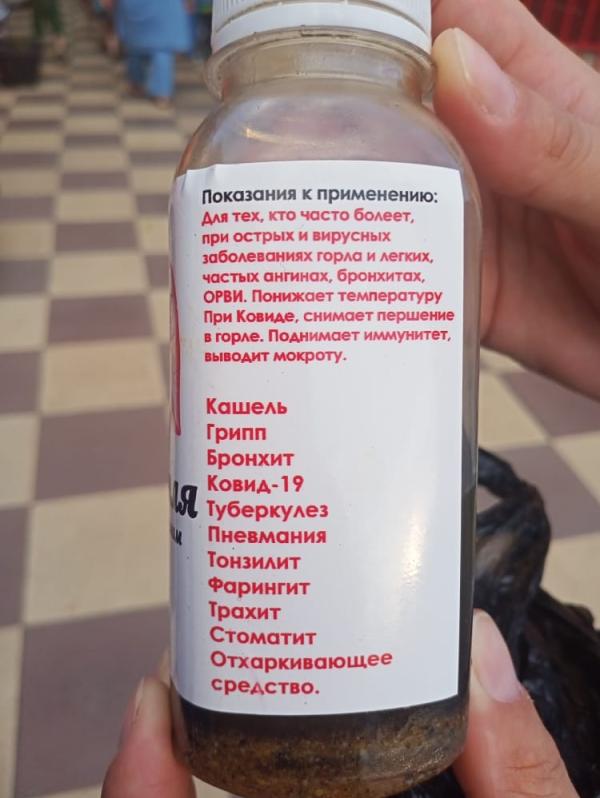 Показания к применению:
Для тех, кто часто болеет,
при острых и вирусных
заболеваниях горла и легких,
частых ангинах, бронхитах,
ОРВИ. Понижает температуру
При Ковиде, снимает першение
в горле. Поднимает иммунитет,
выводит мокроту.
Кашель
Грипп
Бронхит
Ковид-19
Туберкулез
Пневмания
Тонзилит
Фарингит
Трахит
Стоматит
Отхаркивающее
средство.